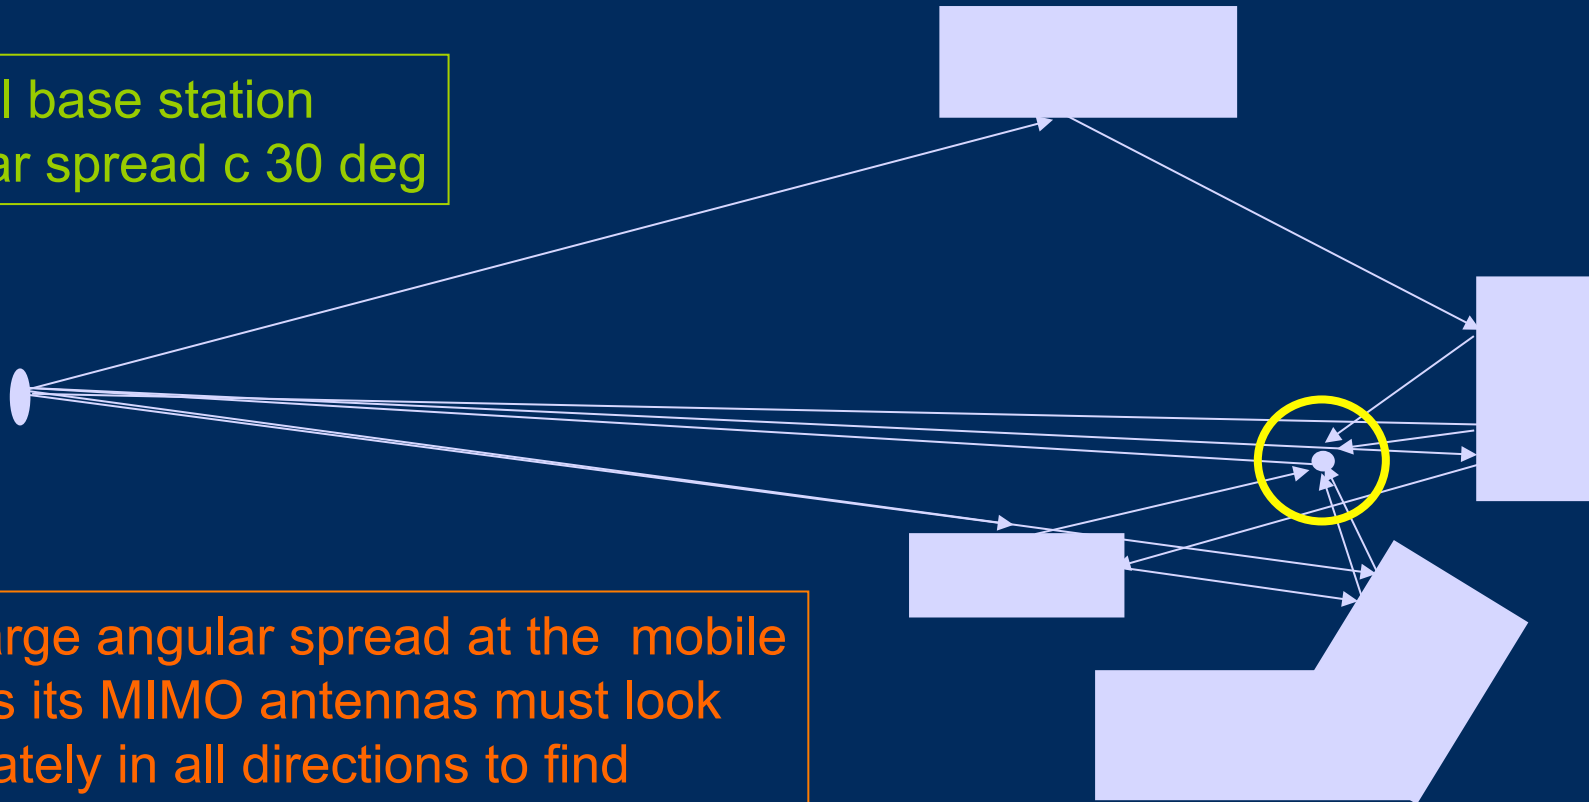 l base station
ar spread c 30 deg
arge angular spread at the mobile
s its MIMO antennas must look
ately in all directions to find